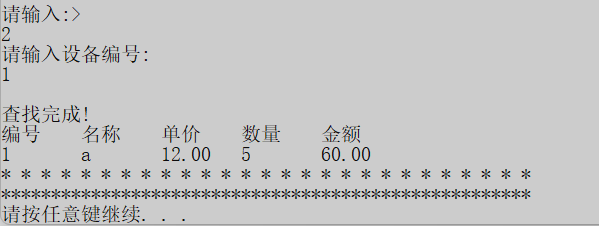 请输入:>
2
请输入设备编号:
1
查找完成!
编号 名称 单价 数量 金额
1 a 12.00 5 60.00
* * * * * * * * * * * * * * * * * * * * * * * * * * *
*****************************************************
请按任意键继续. . .